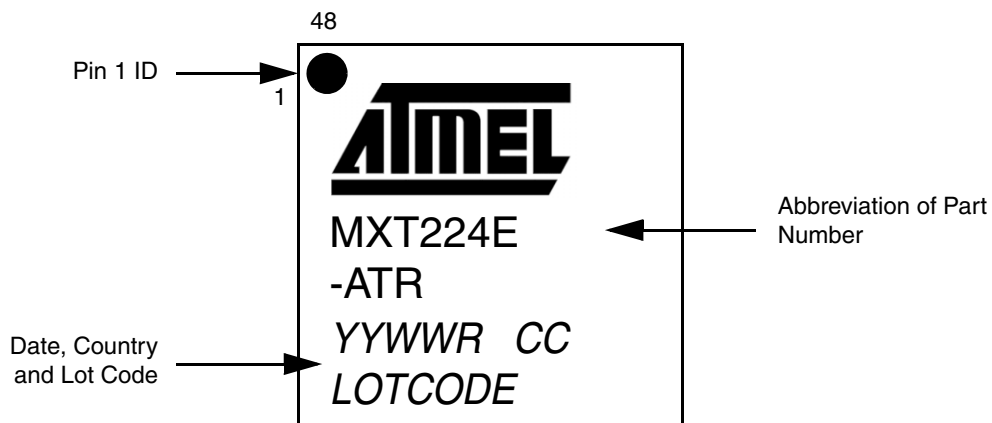 48
Pin 1 ID
1
ATMEL
MXT224E
-ATR
Abbreviation of Part
Number
YYWWR CC
LOTCODE
Date, Country
and Lot Code